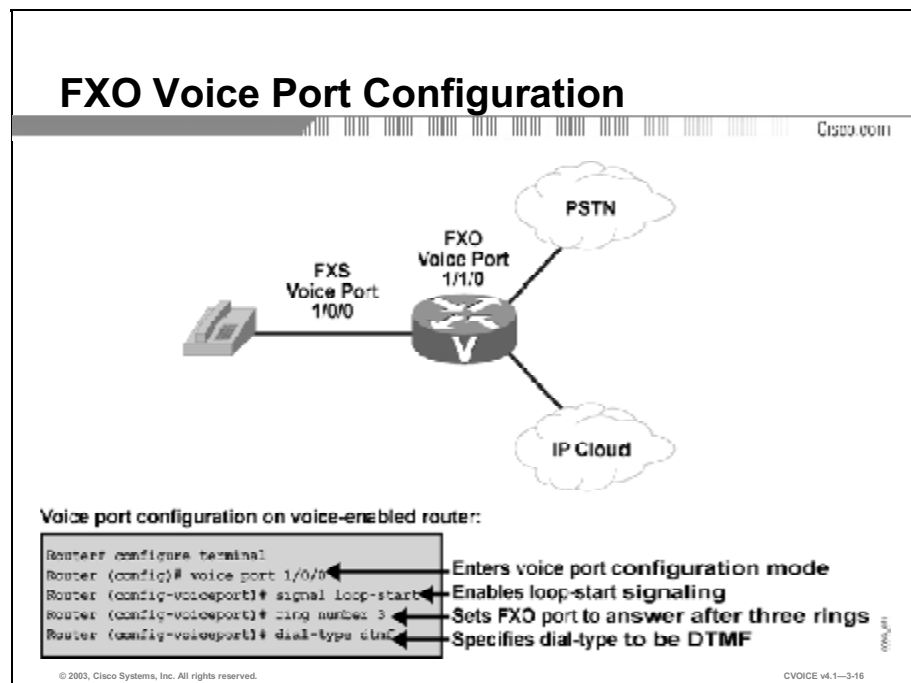 FXO Voice Port Configuration
Cisco.com
PSTN
FXO
Voice Port
1/1/0
FXS
Voice Port
1/0/0
V
IP Cloud
Voice port configuration on voice-enabled router:
Router# configure terminal
Router (config)# voice port 1/0/0
Enters voice port configuration mode
Router (config-voiceport)# signal loop-start
Enables loop-start signaling
Router (config-voiceport)# ring number 3
Sets FXO port to answer after three rings
Router (config-voiceport)# dial-type dtmf
Specifies dial-type to be DTMF
© 2003, Cisco Systems, Inc. All rights reserved.
CVOICE v4.1—3-16